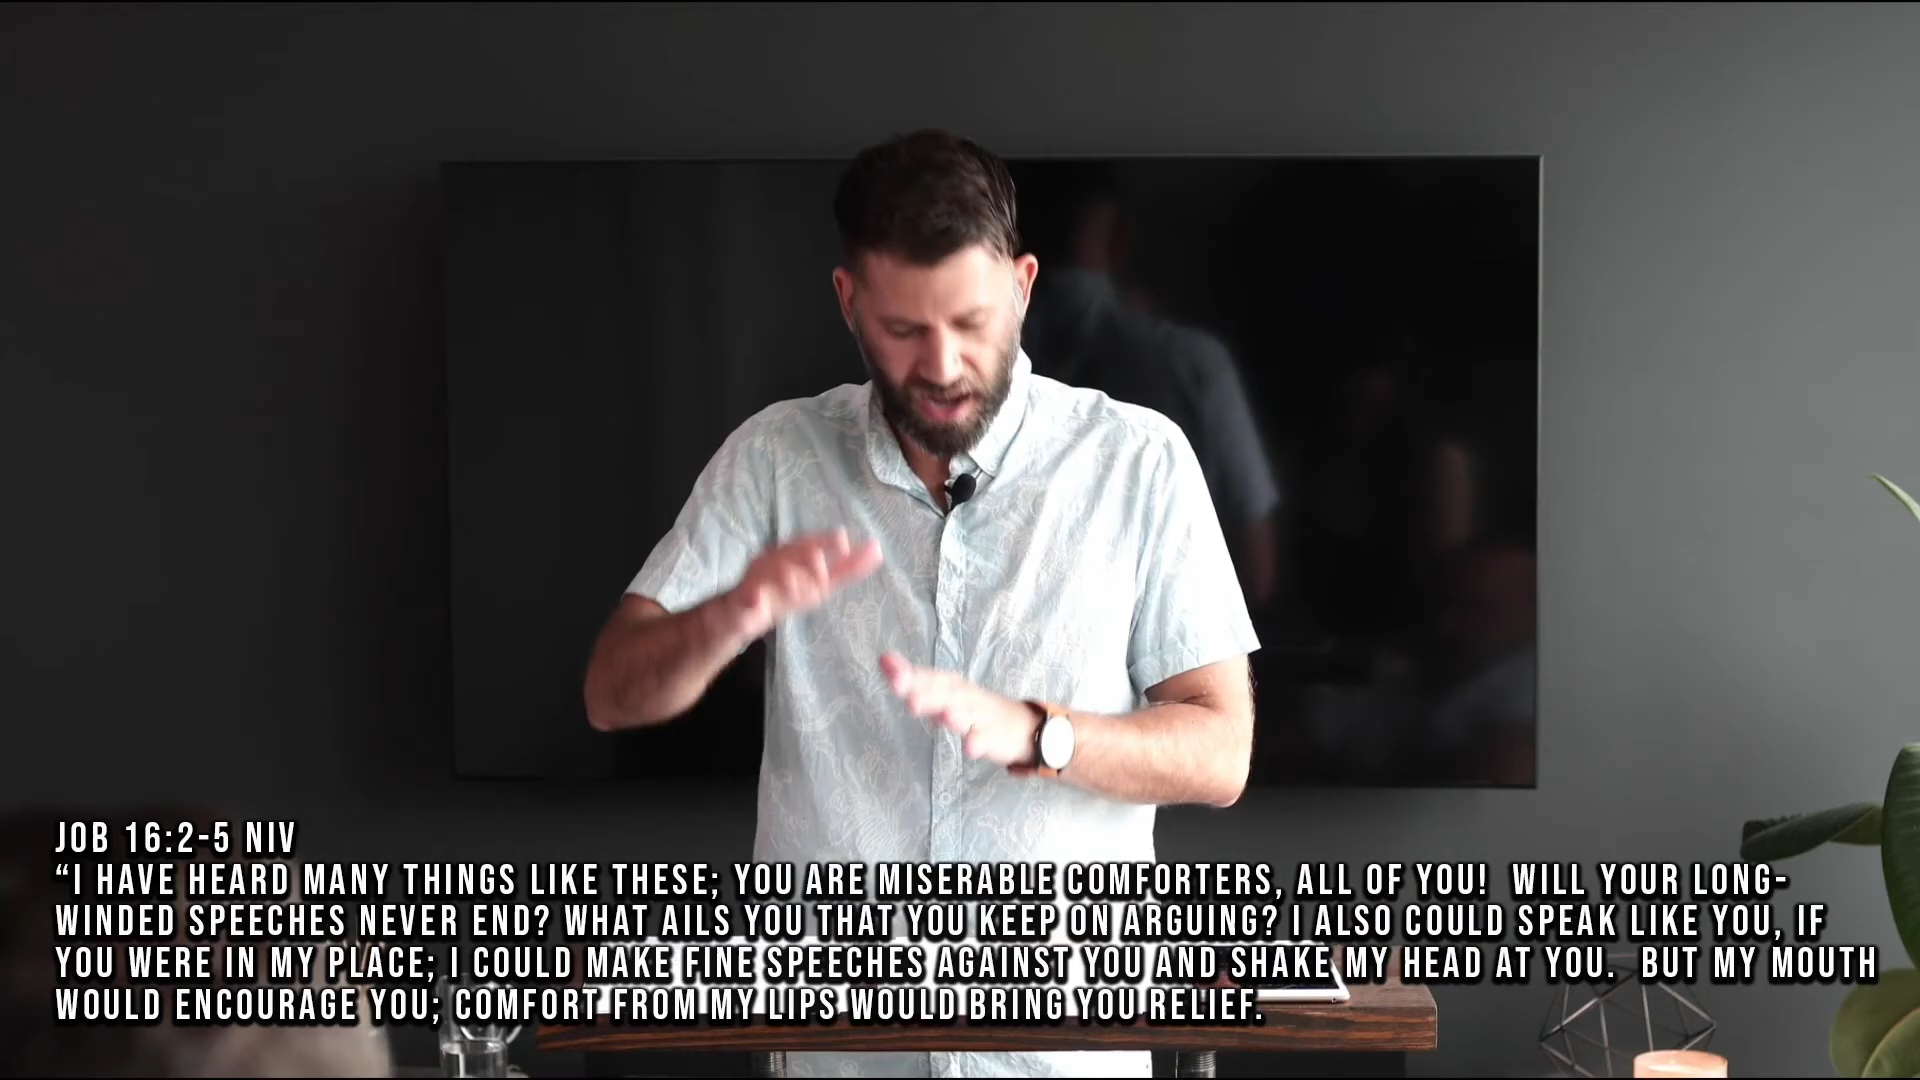 JOB 16:2-5 NIV
“I HAVE HEARD MANY THINGS LIKE THESE; YOU ARE MISERABLE COMFORTERS, ALL OF YOU! WILL YOUR LONG-
WINDED SPEECHES NEVER END? WHAT AILS YOU THAT YOU KEEP ON ARGUING? I ALSO COULD SPEAK LIKE YOU, IF
YOU WERE IN MY PLACE; I COULD MAKE FINE SPEECHES AGAINST YOU AND SHAKE MY HEAD AT YOU. BUT MY MOUTH
WOULD ENCOURAGE YOU; COMFORT FROM MY LIPS WOULD BRING YOU RELIEF.